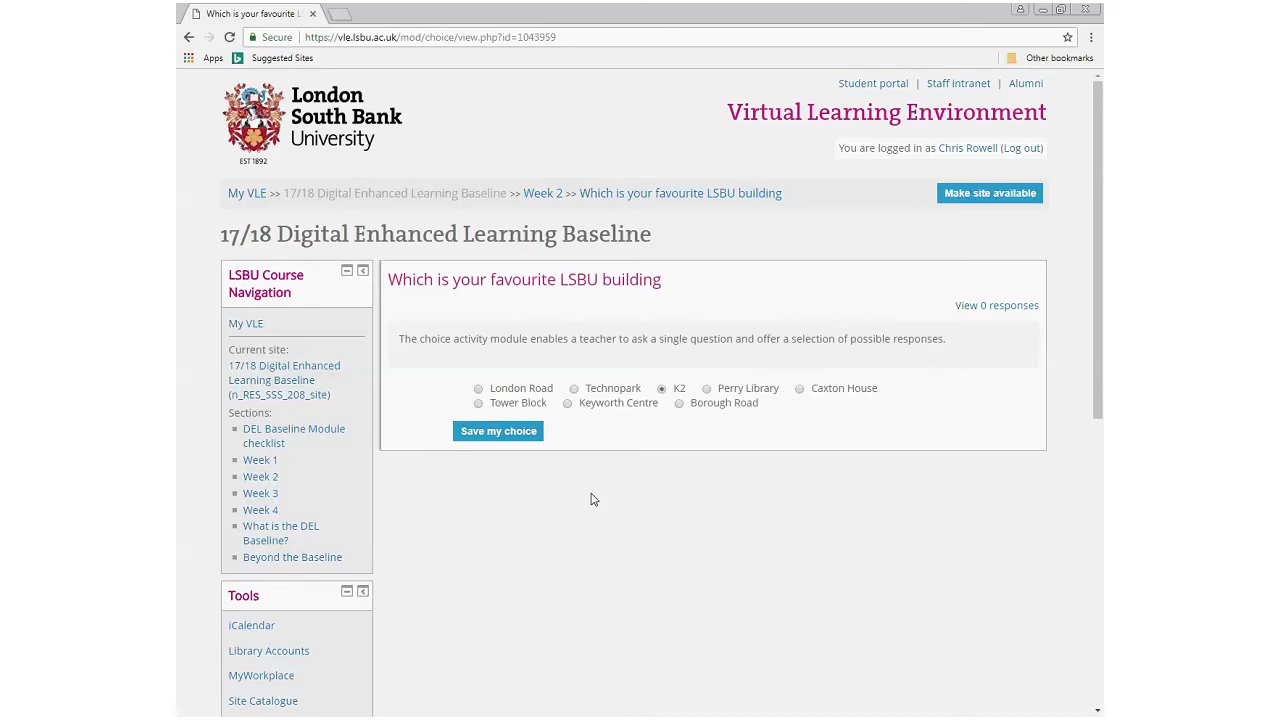 Which is your favourite L
Secure | https://vle.lsbu.ac.uk/mod/choice/view.php?id=1043959
Apps Suggested Sites Other bookmarks
Student portal | Staff intranet | Alumni
London
South Bank
University
EST 1892
Virtual Learning Environment
You are logged in as Chris Rowell (Log out)
My VLE >> 17/18 Digital Enhanced Learning Baseline >> Week 2 >> Which is your favourite LSBU building
Make site available
17/18 Digital Enhanced Learning Baseline
LSBU Course
Navigation
My VLE
Current site:
17/18 Digital Enhanced
Learning Baseline
(n_RES_SSS_208_site)
Sections:
DEL Baseline Module
checklist
Week 1
Week 2
Week 3
Week 4
What is the DEL
Baseline?
Beyond the Baseline
Tools
iCalendar
Library Accounts
MyWorkplace
Site Catalogue
Which is your favourite LSBU building
View 0 responses
The choice activity module enables a teacher to ask a single question and offer a selection of possible responses.
London Road Technopark K2 Perry Library Caxton House
Tower Block Keyworth Centre Borough Road
Save my choice